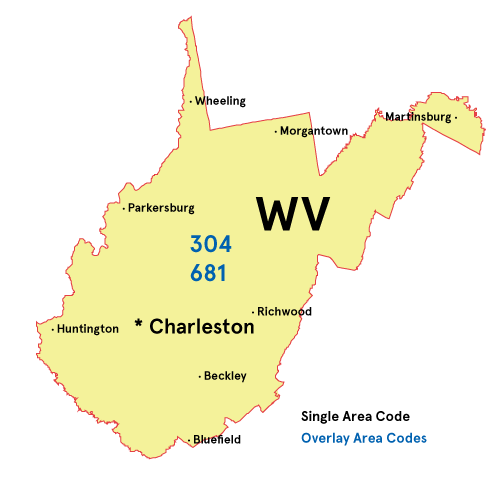 · Wheeling
Martinsburg ·
· Morgantown
WV
· Parkersburg
304
681
· Richwood
* Charleston
· Huntington
· Beckley
Single Area Code
Overlay Area Codes
· Bluefield